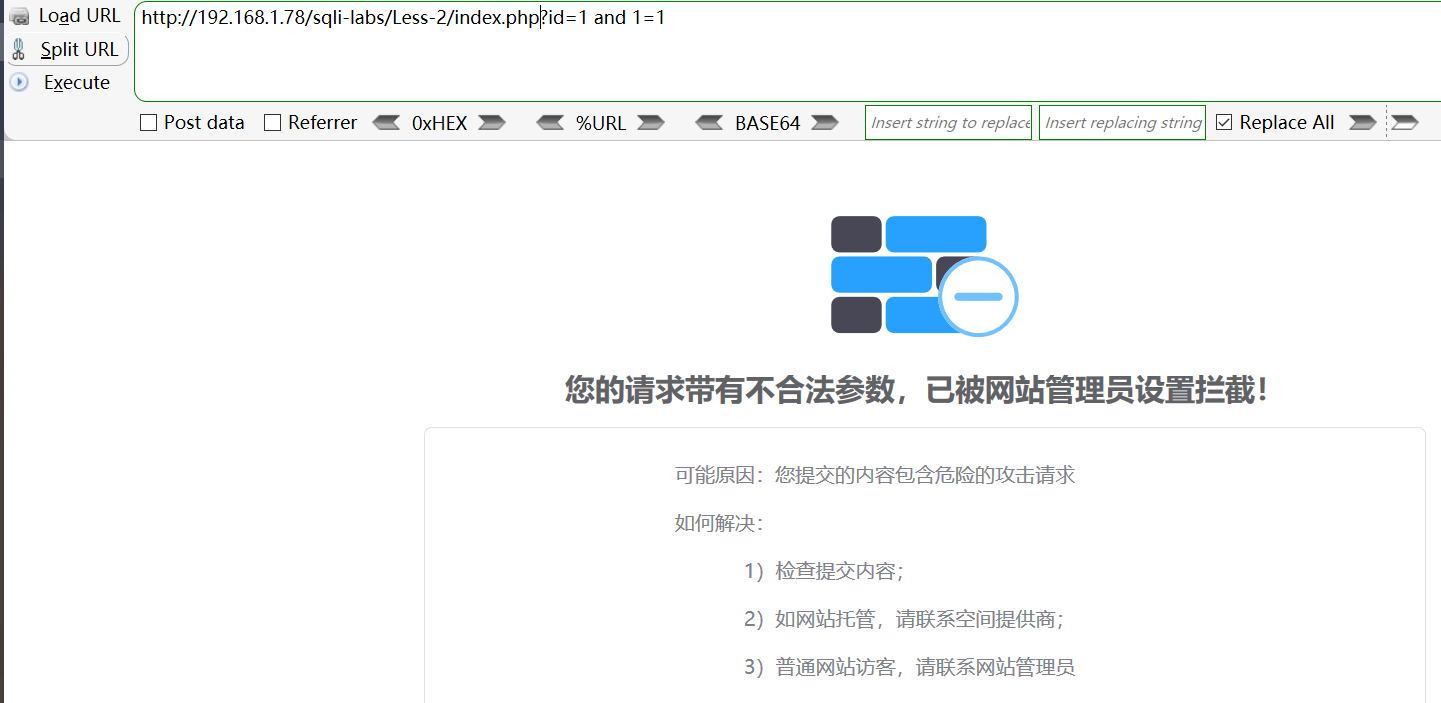 Load URL
http://192.168.1.78/sqli-labs/Less-2/index.php?id=1 and 1=1
Split URL
Execute
Post data Referrer 0xHEX %URL BASE64 Insert string to replace Insert replacing string Replace All
您的请求带有不合法参数，已被网站管理员设置拦截！
可能原因：您提交的内容包含危险的攻击请求
如何解决：
1）检查提交内容；
2）如网站托管，请联系空间提供商；
3）普通网站访客，请联系网站管理员